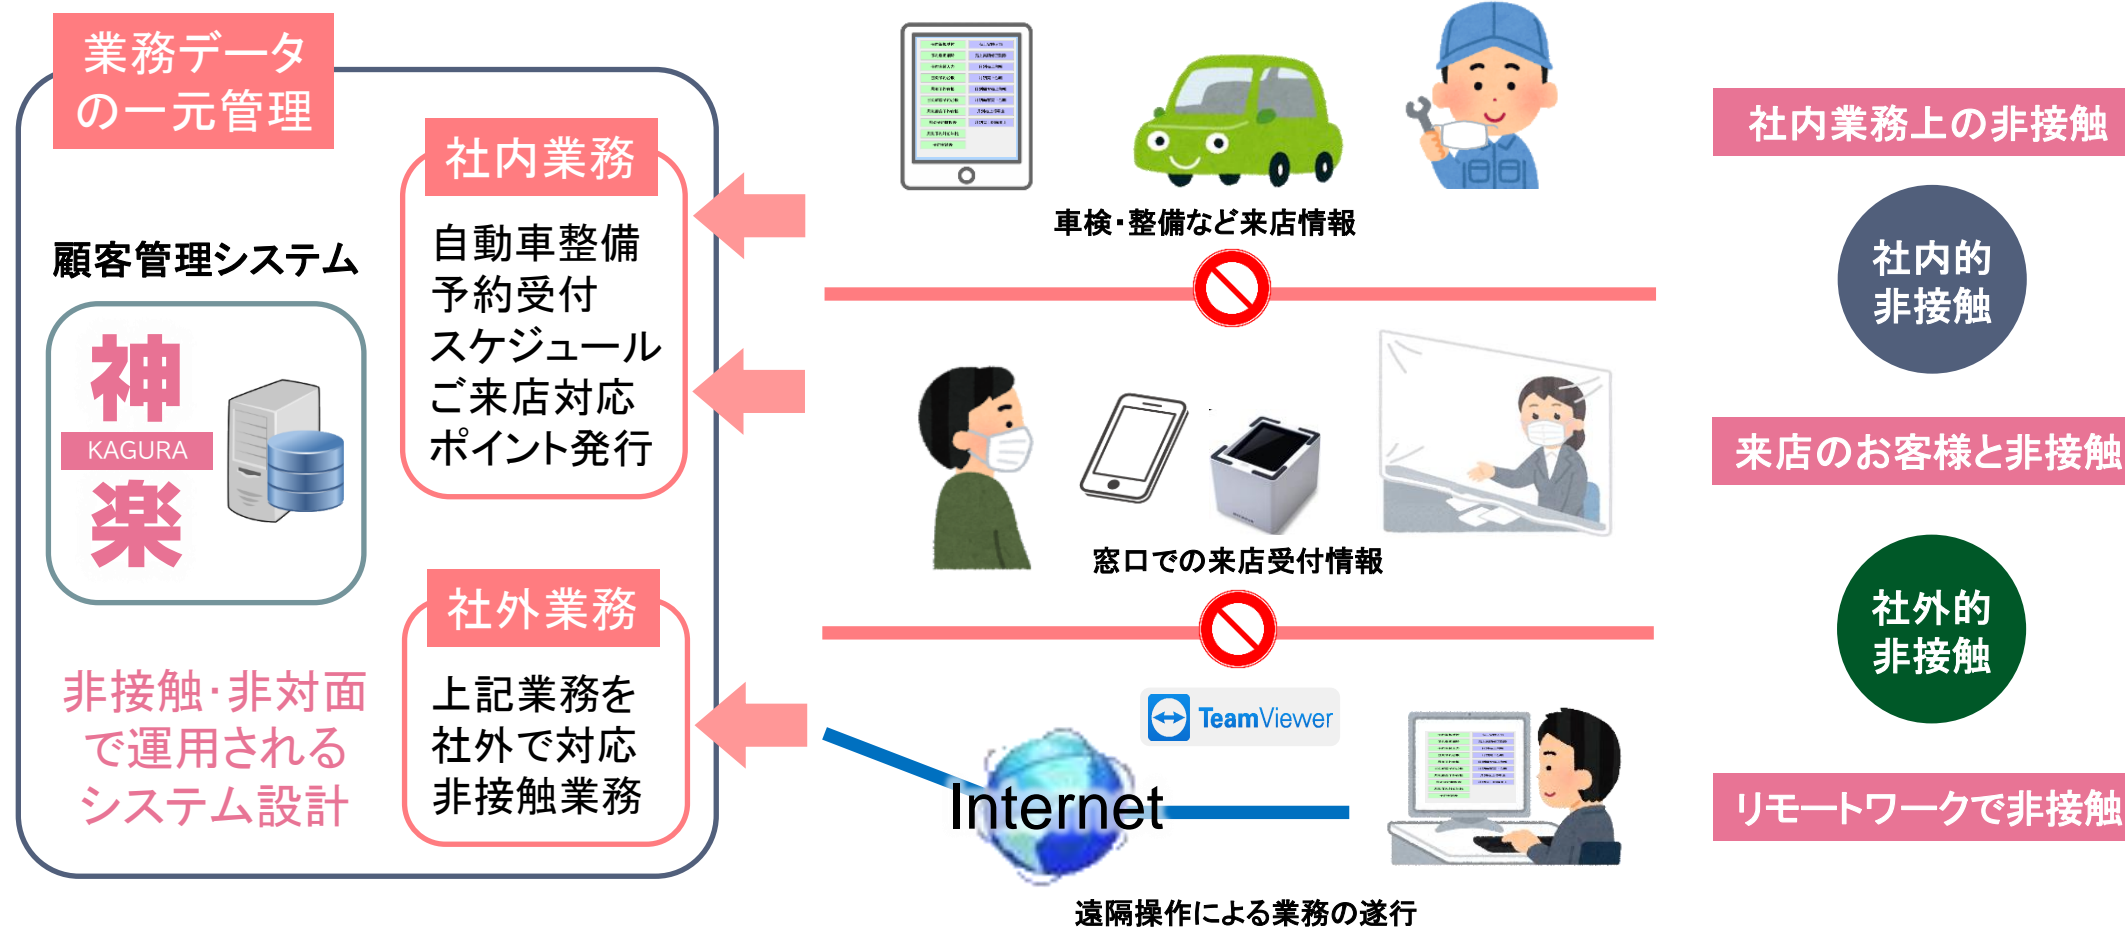 業務データ
の一元管理
顧客管理システム
神
KAGURA
楽
非接触・非対面
で運用される
システム設計
社内業務
自動車整備
予約受付
スケジュール
ご来店対応
ポイント発行
社外業務
上記業務を
社外で対応
非接触業務
車検・整備など来店情報
窓口での来店受付情報
TeamViewer
Internet
遠隔操作による業務の遂行
社内業務上の非接触
社内的
非接触
来店のお客様と非接触
社外的
非接触
リモートワークで非接触